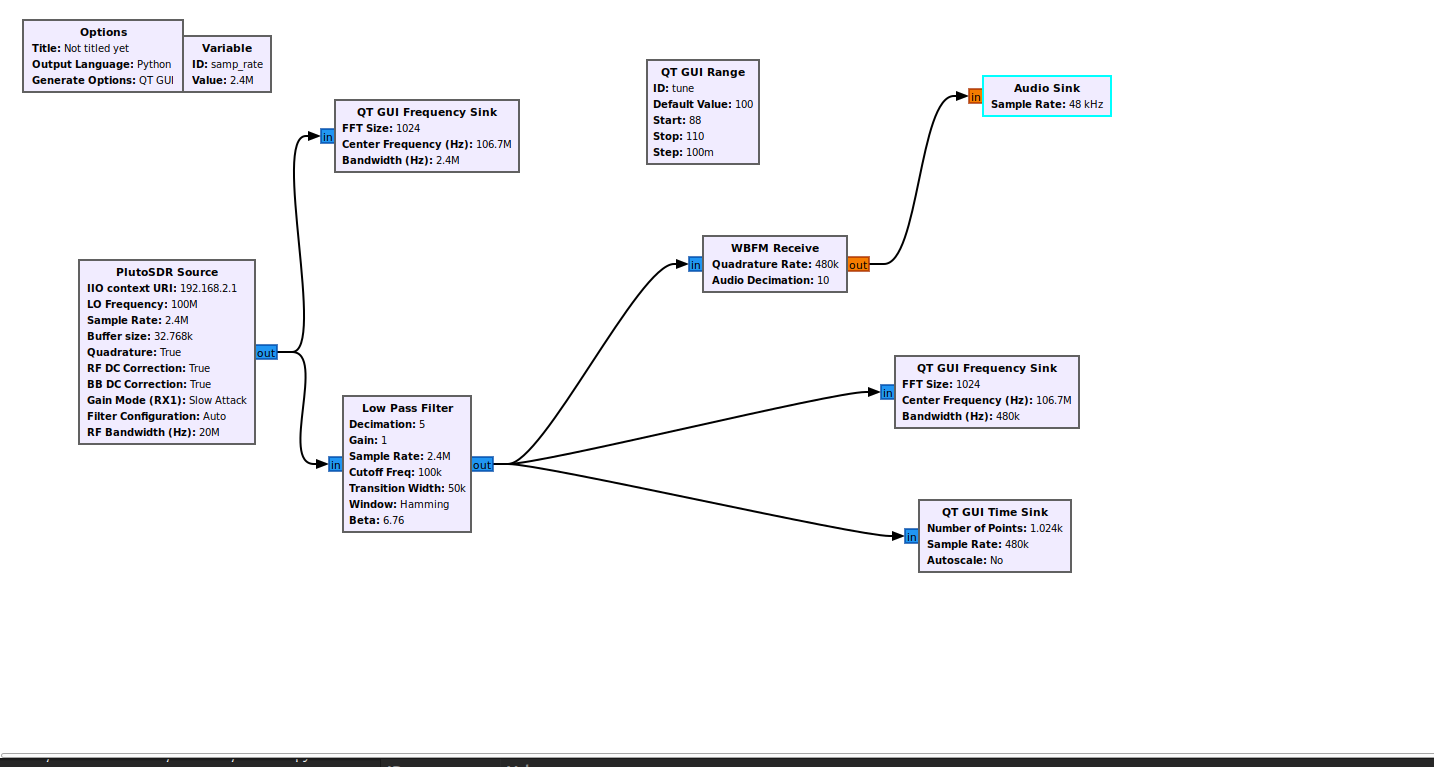 Options
Title: Not titled yet
Output Language: Python
Generate Options: QT GUI
Variable
ID: samp_rate
Value: 2.4M
QT GUI Frequency Sink
FFT Size: 1024
Center Frequency (Hz): 106.7M
Bandwidth (Hz): 2.4M
in
QT GUI Range
ID: tune
Default Value: 100
Start: 88
Stop: 110
Step: 100m
Audio Sink
Sample Rate: 48 kHz
in
WBFM Receive
Quadrature Rate: 480k
Audio Decimation: 10
in
out
PlutoSDR Source
IIO context URI: 192.168.2.1
LO Frequency: 100M
Sample Rate: 2.4M
Buffer size: 32.768k
Quadrature: True
RF DC Correction: True
BB DC Correction: True
Gain Mode (RX1): Slow Attack
Filter Configuration: Auto
RF Bandwidth (Hz): 20M
out
Low Pass Filter
Decimation: 5
Gain: 1
Sample Rate: 2.4M
Cutoff Freq: 100k
Transition Width: 50k
Window: Hamming
Beta: 6.76
in
out
QT GUI Frequency Sink
FFT Size: 1024
Center Frequency (Hz): 106.7M
Bandwidth (Hz): 480k
in
QT GUI Time Sink
Number of Points: 1.024k
Sample Rate: 480k
Autoscale: No
in